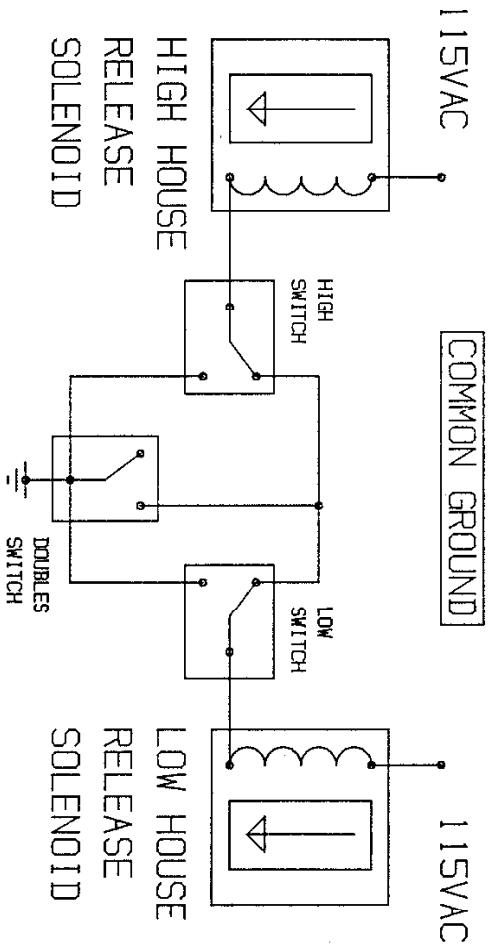 COMMON GROUND
115VAC
115VAC
HIGH
SWITCH
LOW
SWITCH
HIGH HOUSE
RELEASE
SOLENOID
LOW HOUSE
RELEASE
SOLENOID
DOUBLES
SWITCH